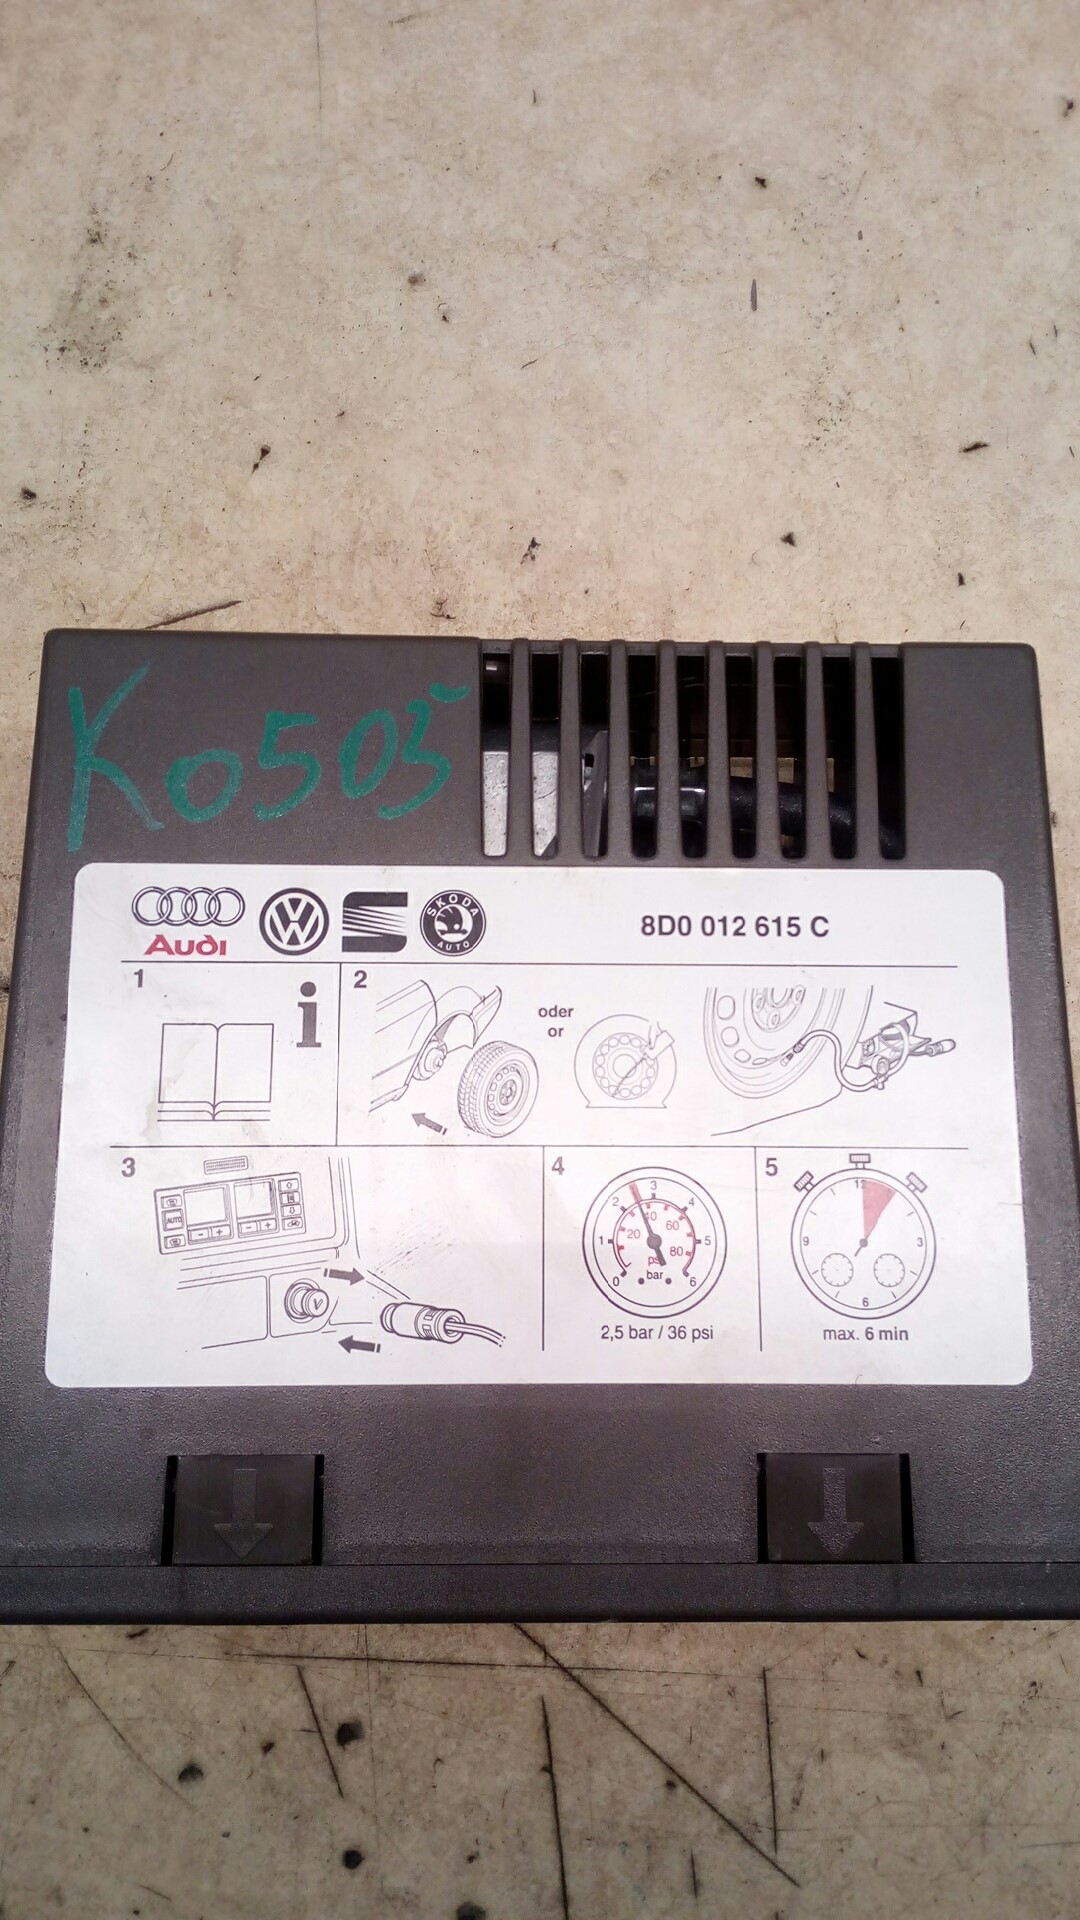 Ko503
Audi
ŠKODA
AUTO
8D0 012 615 C
1
i
2
oder
or
3
AUTO
- +
- +
4
0 1 2 3 4 5 6
20 40 60 80
psi
bar
2,5 bar / 36 psi
5
12
3
6
9
max. 6 min